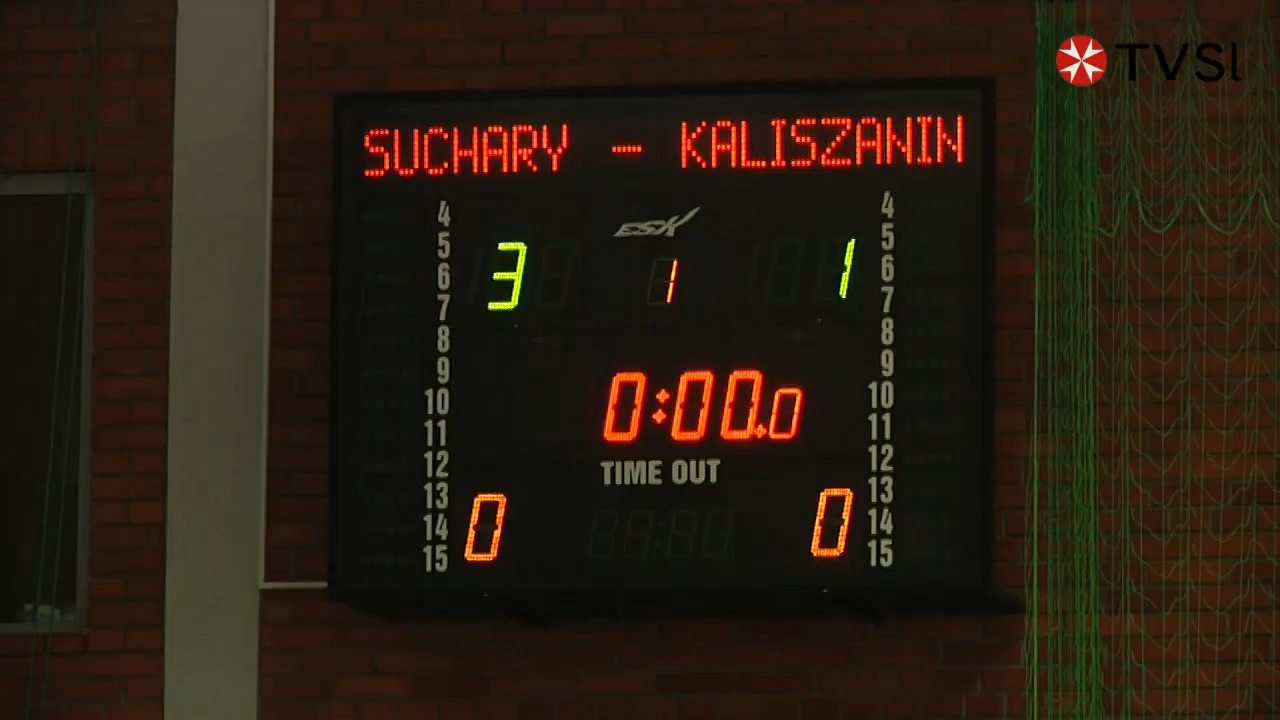 TVSL
SUCHARY - KALISZANIN
ESK
4 4
5 5
3 1 1
6 6
7 7
8 8
9 9
10 0:00.0 10
11 11
12 TIME OUT 12
13 13
0 0
14 14
15 15